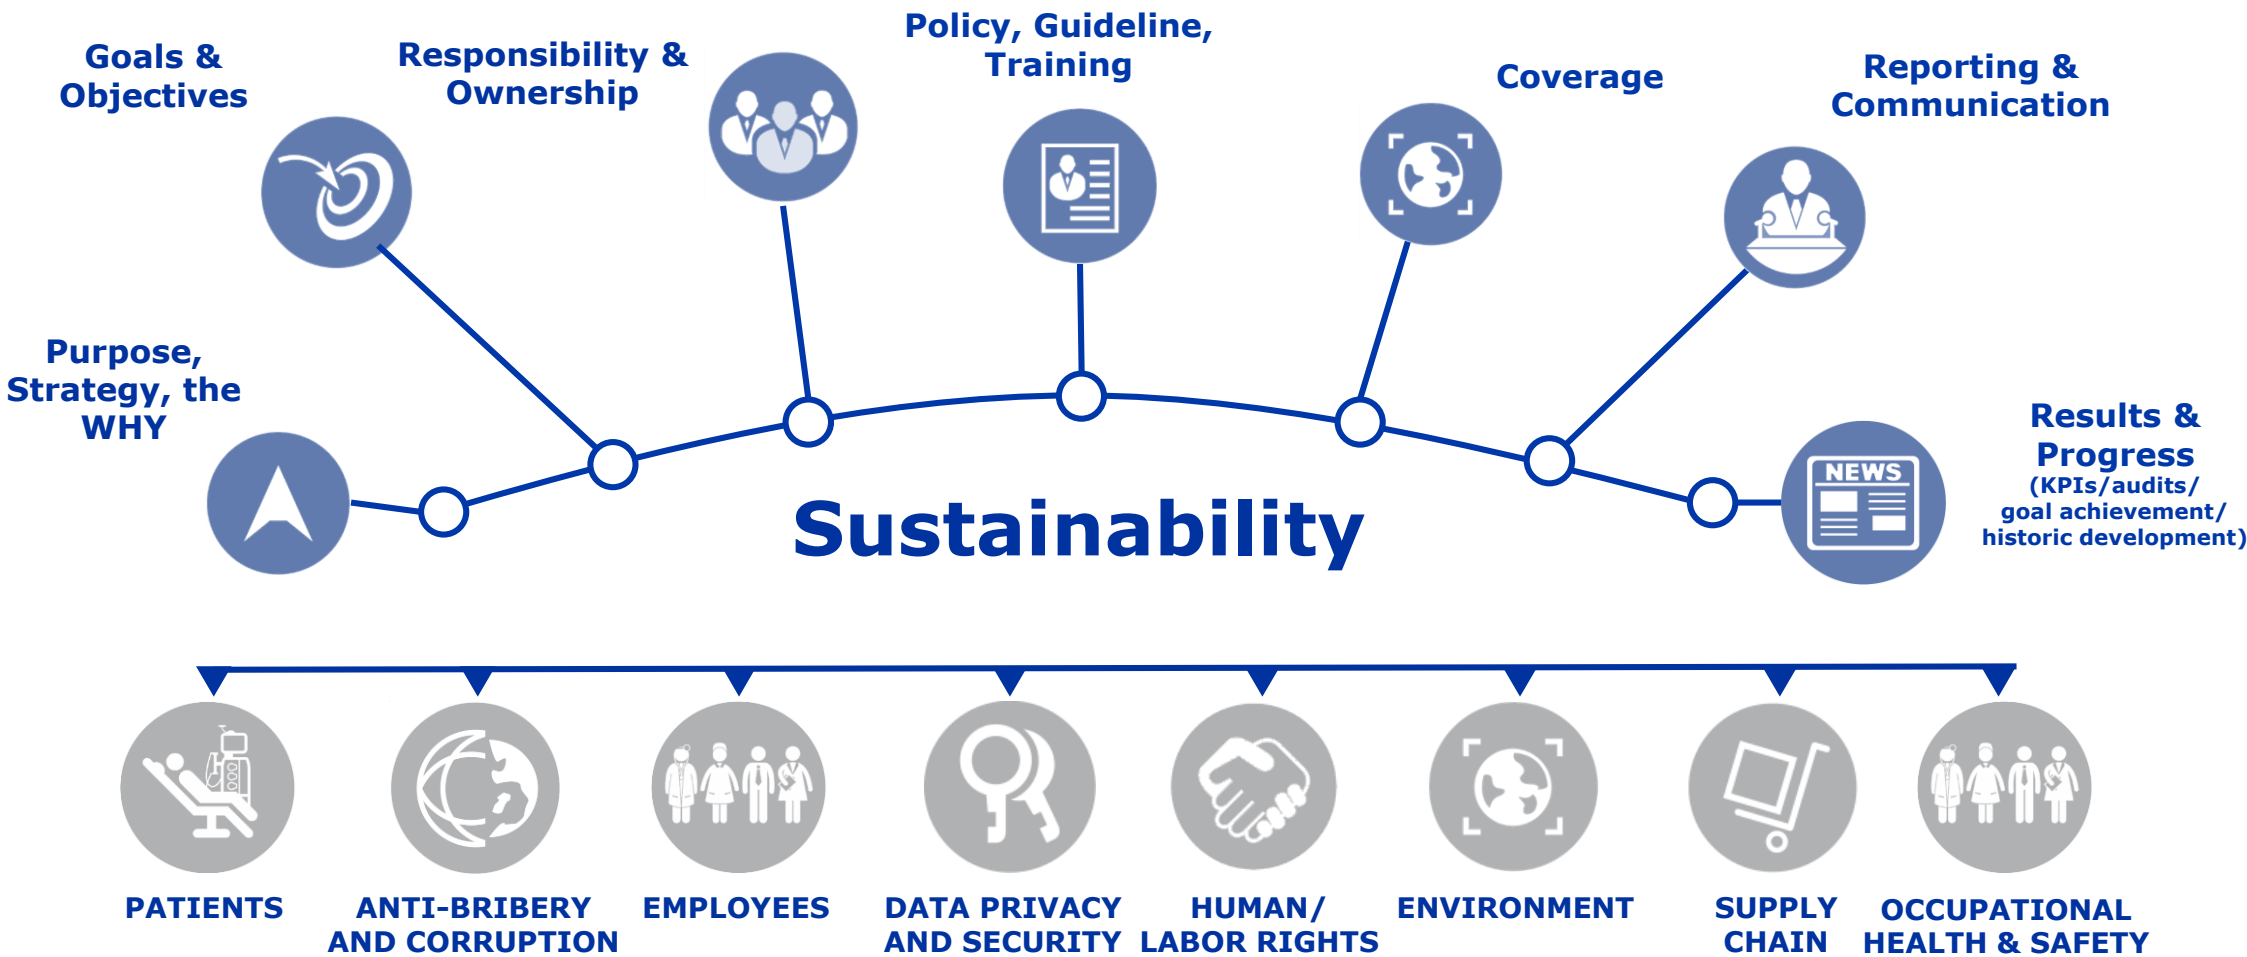 Goals &
Objectives
Responsibility &
Ownership
Policy, Guideline,
Training
Coverage
Reporting &
Communication
Purpose,
Strategy, the
WHY
Results &
Progress
(KPIs/audits/
goal achievement/
historic development)
NEWS
Sustainability
PATIENTS
ANTI-BRIBERY
AND CORRUPTION
EMPLOYEES
DATA PRIVACY
AND SECURITY
HUMAN/
LABOR RIGHTS
ENVIRONMENT
SUPPLY
CHAIN
OCCUPATIONAL
HEALTH & SAFETY